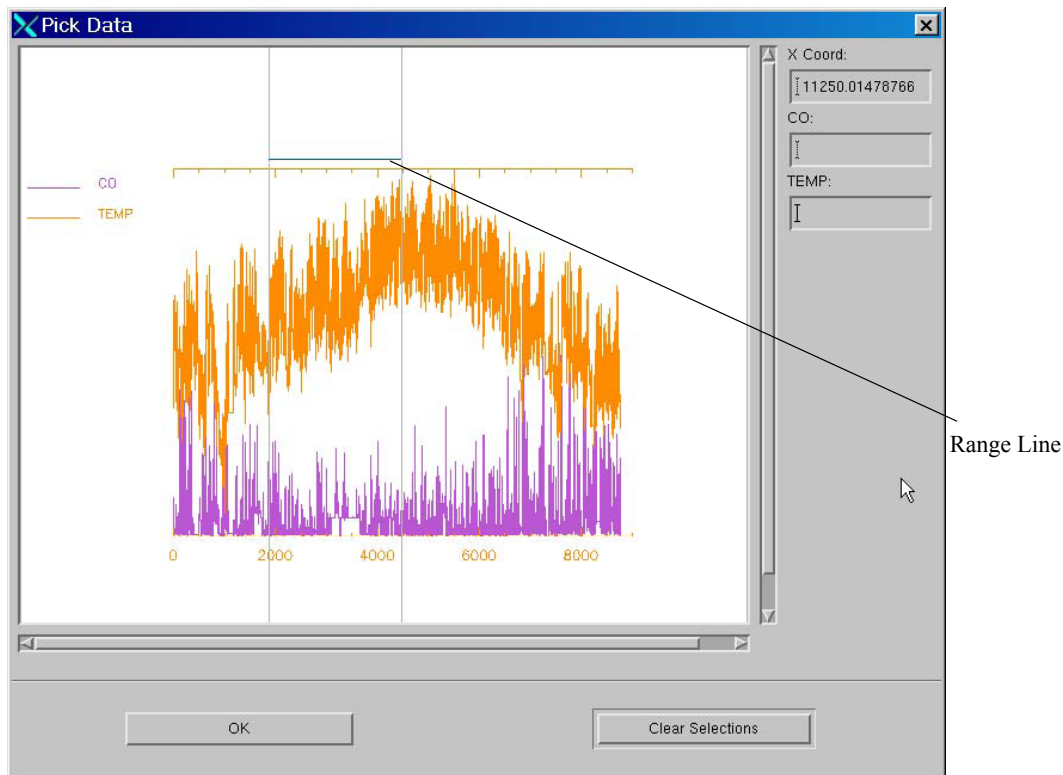 Pick Data
X Coord:
11250.01478766
CO:
TEMP:
CO
TEMP
Range Line
0 2000 4000 6000 8000
OK
Clear Selections